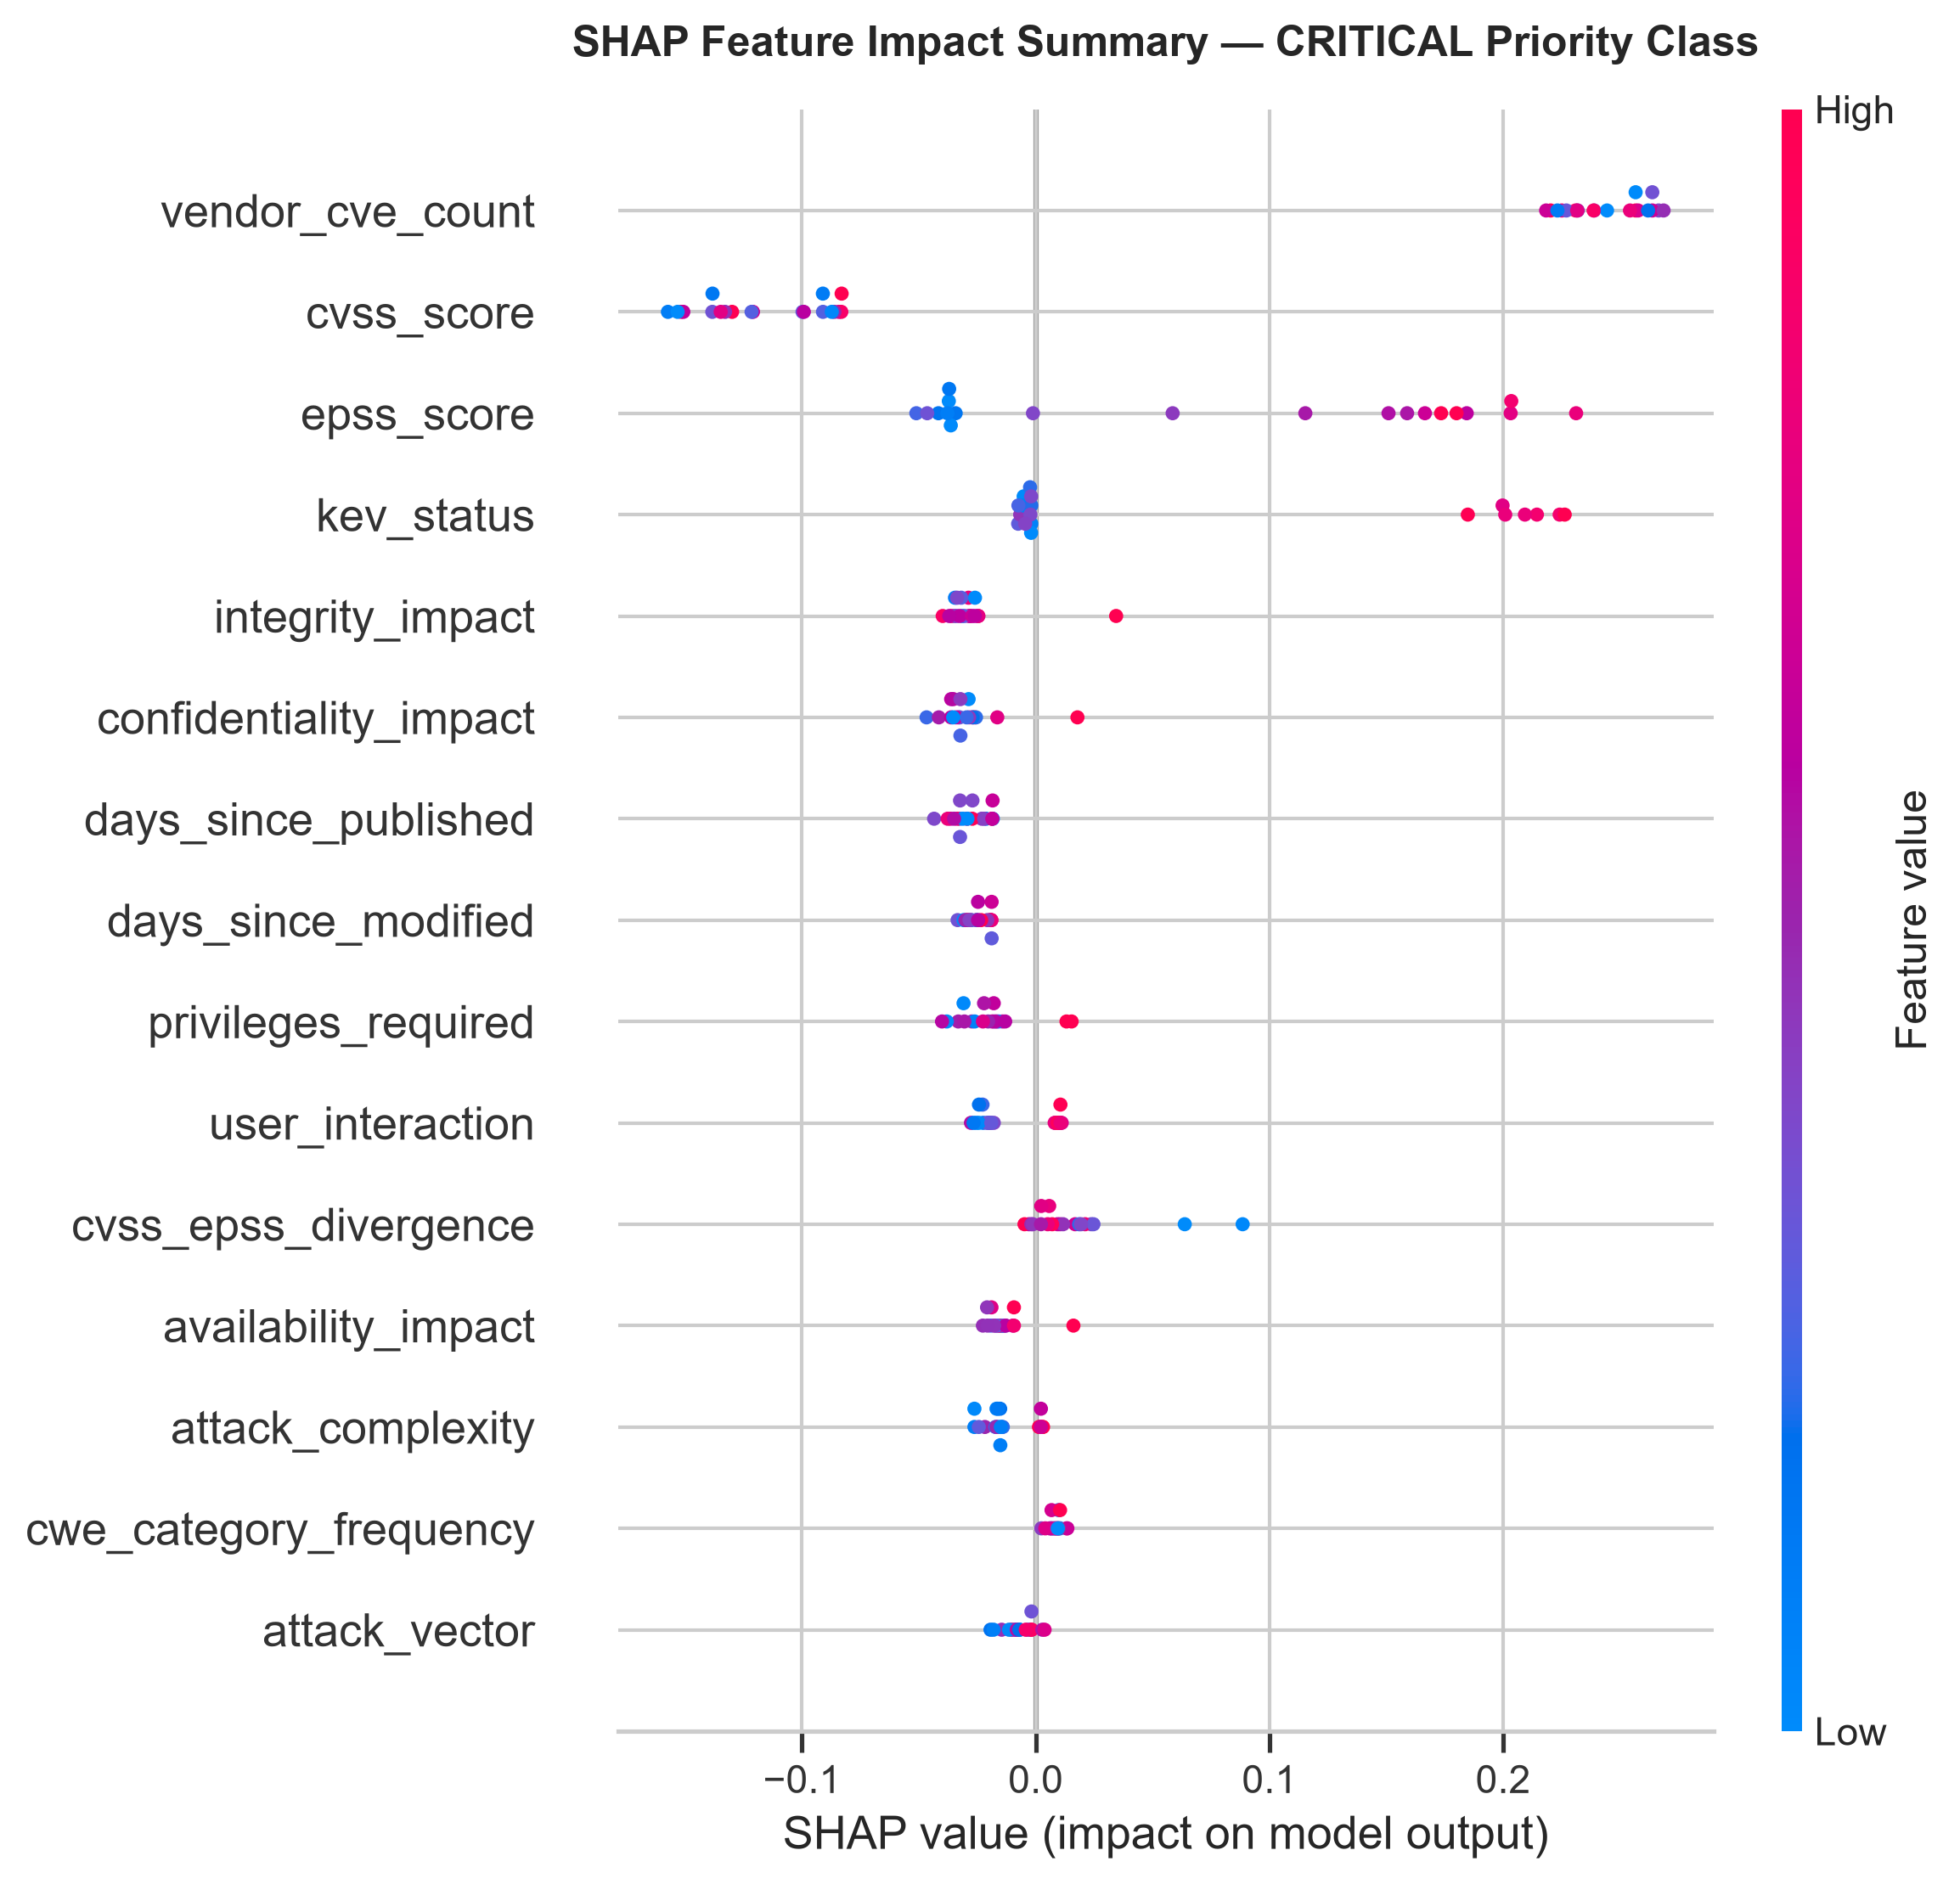 SHAP Feature Impact Summary — CRITICAL Priority Class
High
vendor_cve_count
cvss_score
epss_score
kev_status
integrity_impact
confidentiality_impact
days_since_published
days_since_modified
privileges_required
user_interaction
cvss_epss_divergence
availability_impact
attack_complexity
cwe_category_frequency
attack_vector
Feature value
Low
−0.1 0.0 0.1 0.2
SHAP value (impact on model output)